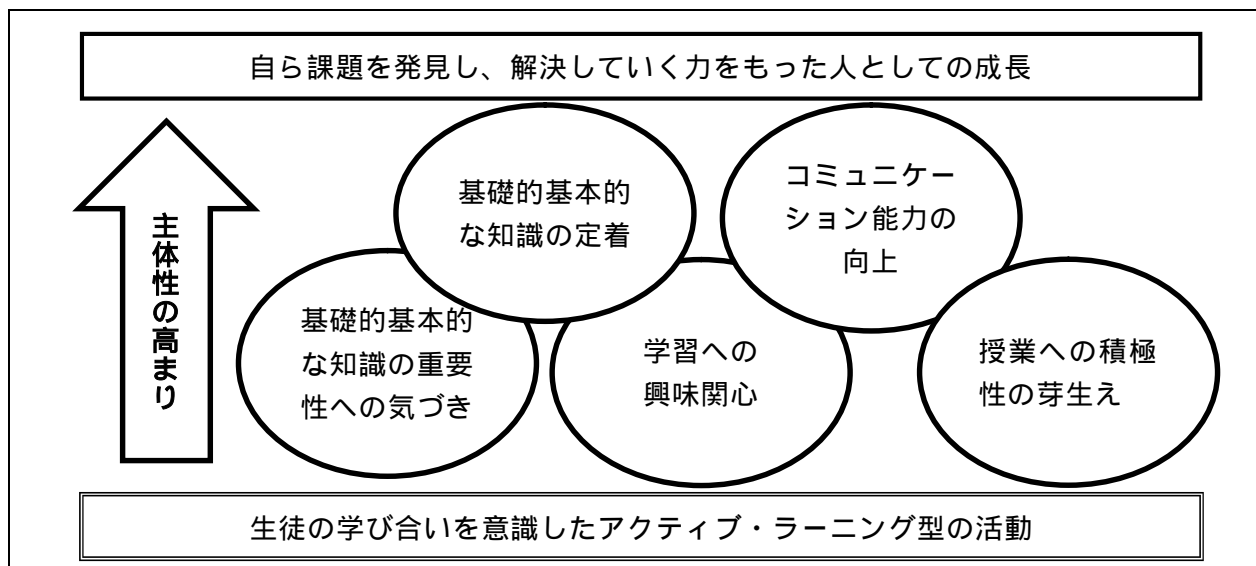 自ら課題を発見し、解決していく力をもった人としての成長
主体性の高まり
基礎的基本的
な知識の定着
コミュニケー
ション能力の
向上
基礎的基本的
な知識の重要
性への気づき
学習への
興味関心
授業への積極
性の芽生え
生徒の学び合いを意識したアクティブ・ラーニング型の活動